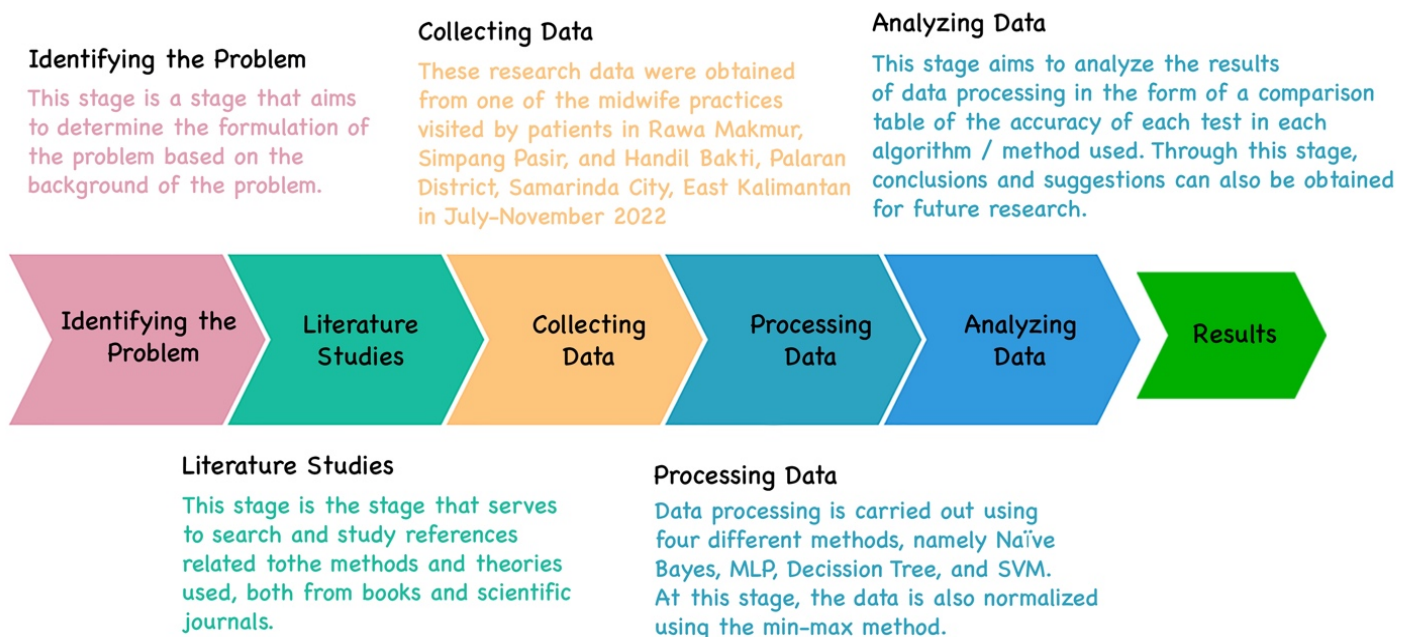 Identifying the Problem
This stage is a stage that aims
to determine the formulation of
the problem based on the
background of the problem.
Collecting Data
These research data were obtained
from one of the midwife practices
visited by patients in Rawa Makmur,
Simpang Pasir, and Handil Bakti, Palaran
District, Samarinda City, East Kalimantan
in July-November 2022
Analyzing Data
This stage aims to analyze the results
of data processing in the form of a comparison
table of the accuracy of each test in each
algorithm / method used. Through this stage,
conclusions and suggestions can also be obtained
for future research.
Identifying the
Problem
Literature
Studies
Collecting
Data
Processing
Data
Analyzing
Data
Results
Literature Studies
This stage is the stage that serves
to search and study references
related tothe methods and theories
used, both from books and scientific
journals.
Processing Data
Data processing is carried out using
four different methods, namely Naïve
Bayes, MLP, Decission Tree, and SVM.
At this stage, the data is also normalized
using the min-max method.